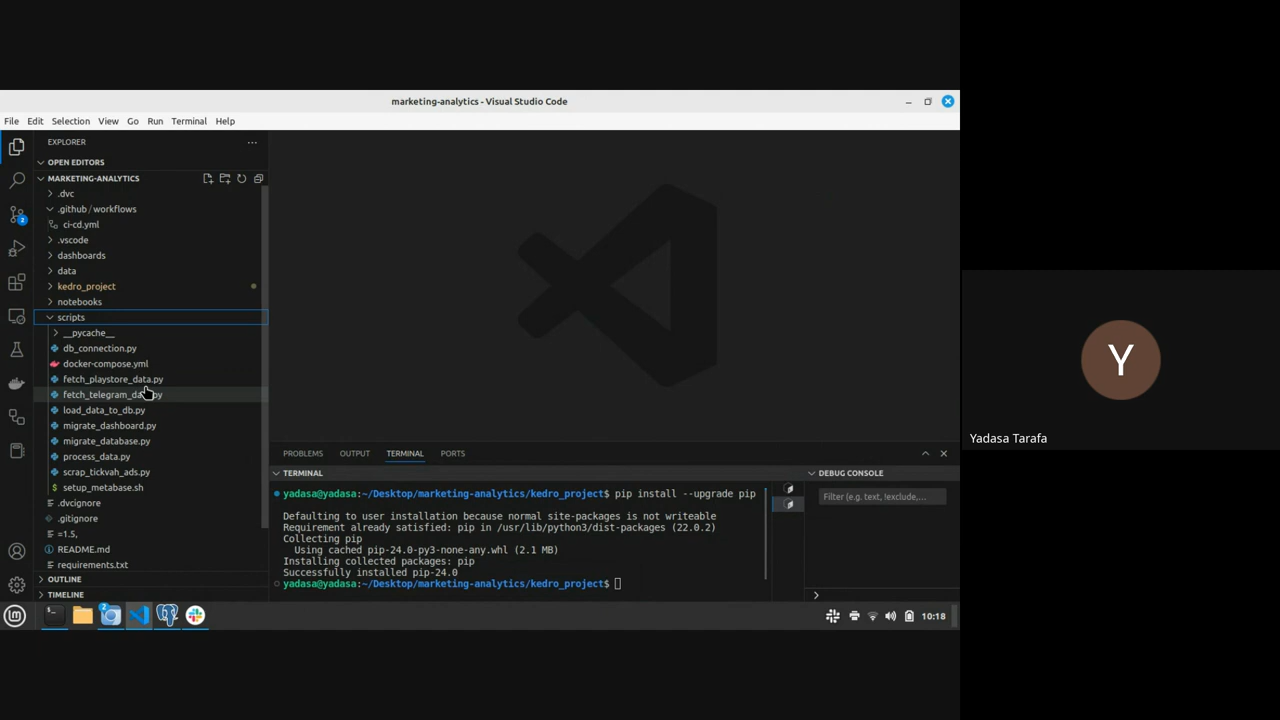 marketing-analytics - Visual Studio Code
File Edit Selection View Go Run Terminal Help
EXPLORER
OPEN EDITORS
MARKETING-ANALYTICS
.dvc
.github / workflows
ci-cd.yml
.vscode
dashboards
data
kedro_project
notebooks
scripts
__pycache__
db_connection.py
docker-compose.yml
fetch_playstore_data.py
load_data_to_db.py
migrate_dashboard.py
migrate_database.py
process_data.py
scrap_tickvah_ads.py
$ setup_metabase.sh
.dvcignore
.gitignore
=1.5,
README.md
requirements.txt
OUTLINE
TIMELINE
2
PROBLEMS OUTPUT TERMINAL PORTS
TERMINAL
yadasa@yadasa:~/Desktop/marketing-analytics/kedro_project$ pip install --upgrade pip
Defaulting to user installation because normal site-packages is not writeable
Requirement already satisfied: pip in /usr/lib/python3/dist-packages (22.0.2)
Collecting pip
Using cached pip-24.0-py3-none-any.whl (2.1 MB)
Installing collected packages: pip
Successfully installed pip-24.0
yadasa@yadasa:~/Desktop/marketing-analytics/kedro_project$
DEBUG CONSOLE
Filter (e.g. text, !exclude,...
2
10:18
Y
Yadasa Tarafa